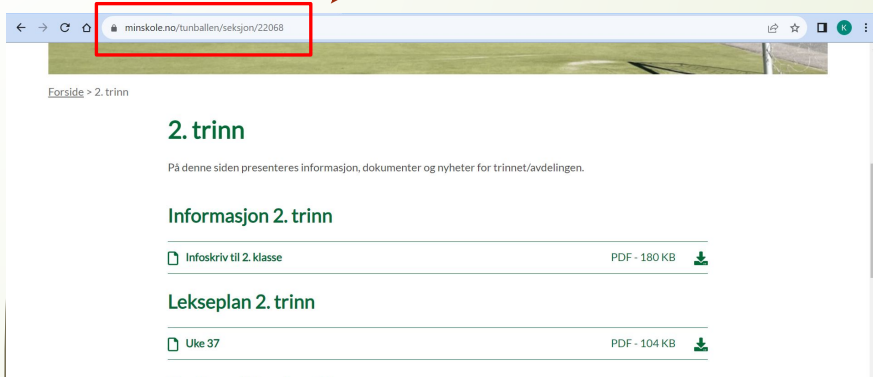 minskole.no/tunballen/seksjon/22068
K
Forside > 2. trinn
2. trinn
På denne siden presenteres informasjon, dokumenter og nyheter for trinnet/avdelingen.
Informasjon 2. trinn
Infoskriv til 2. klasse PDF - 180 KB
Lekseplan 2. trinn
Uke 37 PDF - 104 KB